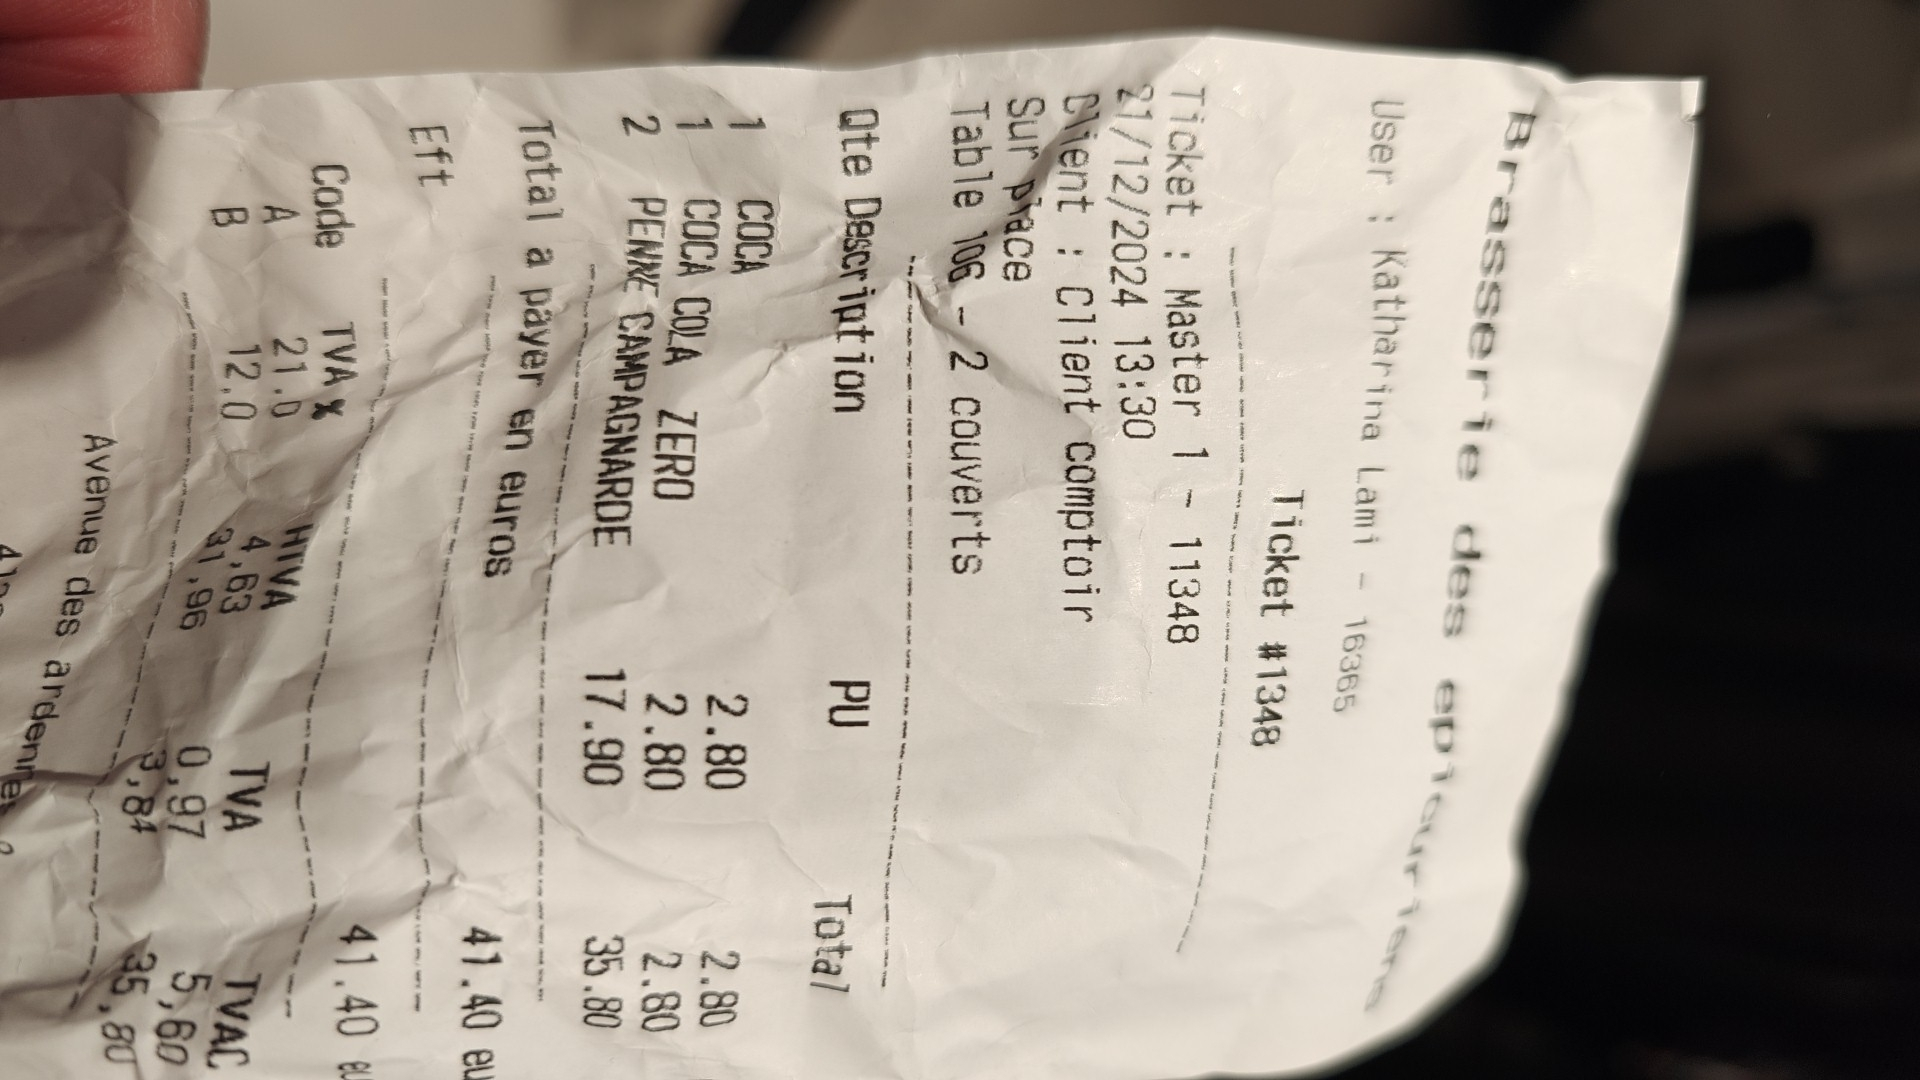 Brasserie des epicuriens
User : Katharina Lami - 16365
Ticket #1348
Ticket : Master 1 - 11348
21/12/2024 13:30
Client : Client comptoir
Sur place
Table 106 - 2 couverts
Qte Description PU Total
1 COCA 2.80 2.80
1 COCA COLA ZERO 2.80 2.80
2 PENNE CAMPAGNARDE 17.90 35.80
Total a payer en euros 41.40 eu
Eft 41.40 eu
Code TVA % HTVA TVA TVAC
A 21.0 4,63 0,97 5,60
B 12.0 31,96 3,84 35,80
Avenue des ardennes